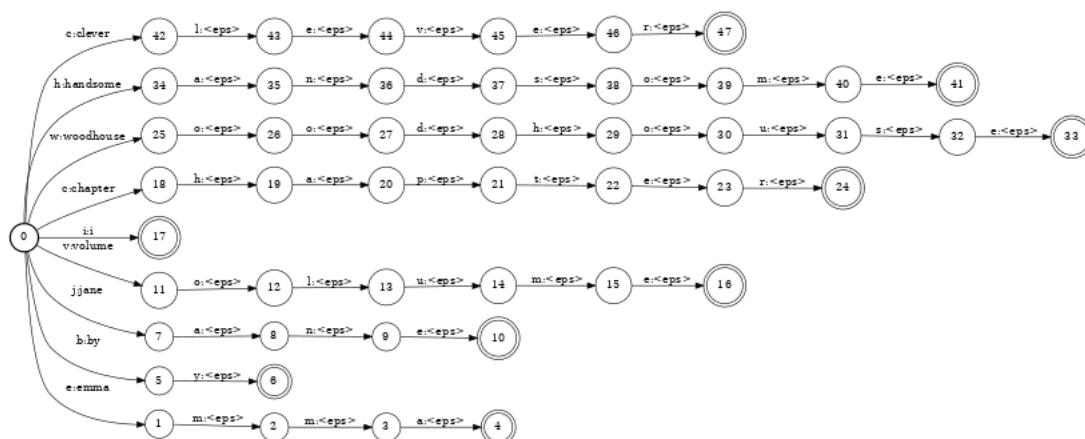 c:clever 42 l:<eps> 43 e:<eps> 44 v:<eps> 45 e:<eps> 46 r:<eps> 47
h:handsome 34 a:<eps> 35 n:<eps> 36 d:<eps> 37 s:<eps> 38 o:<eps> 39 m:<eps> 40 e:<eps> 41
w:woodhouse 25 o:<eps> 26 o:<eps> 27 d:<eps> 28 h:<eps> 29 o:<eps> 30 u:<eps> 31 s:<eps> 32 e:<eps> 33
c:chapter 18 h:<eps> 19 a:<eps> 20 p:<eps> 21 t:<eps> 22 e:<eps> 23 r:<eps> 24
0 i:i 17
v:volume 11 o:<eps> 12 l:<eps> 13 u:<eps> 14 m:<eps> 15 e:<eps> 16
j:jane 7 a:<eps> 8 n:<eps> 9 e:<eps> 10
b:by 5 y:<eps> 6
e:emma 1 m:<eps> 2 m:<eps> 3 a:<eps> 4